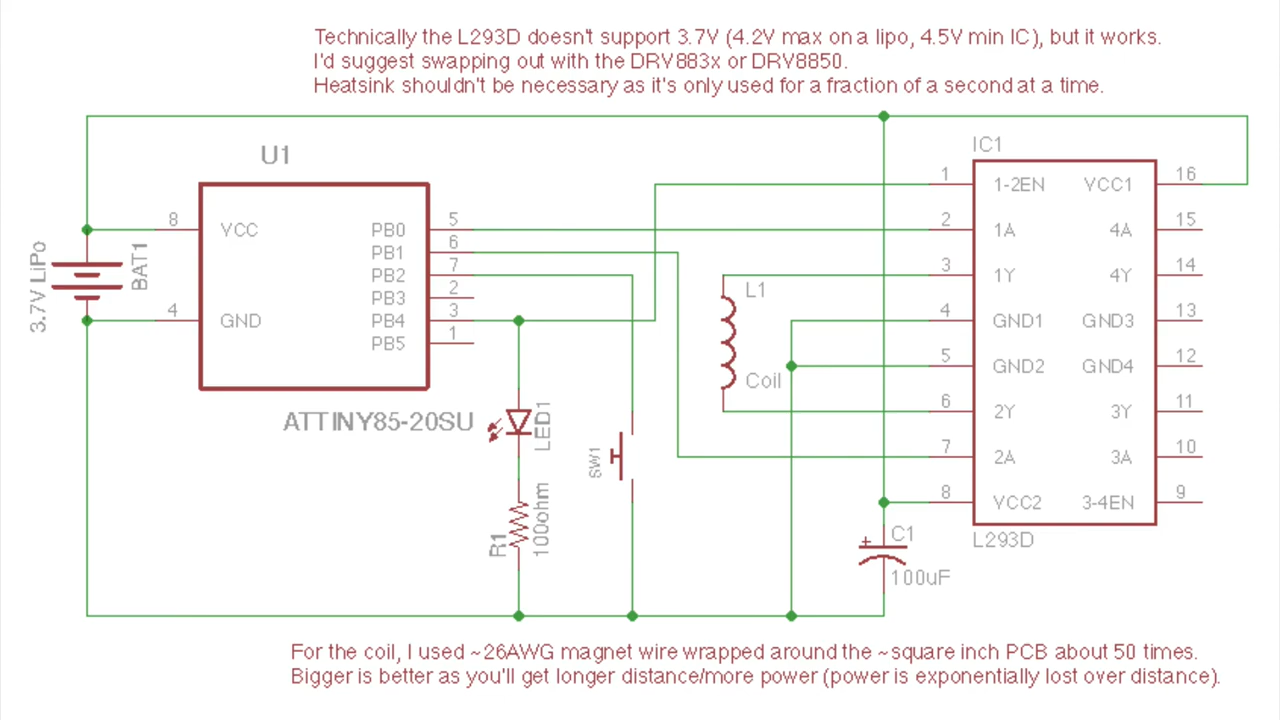 Technically the L293D doesn't support 3.7V (4.2V max on a lipo, 4.5V min IC), but it works.
I'd suggest swapping out with the DRV883x or DRV8850.
Heatsink shouldn't be necessary as it's only used for a fraction of a second at a time.
U1
8 VCC
4 GND
PB0 5
PB1 6
PB2 7
PB3 2
PB4 3
PB5 1
ATTINY85-20SU
3.7V LiPo
BAT1
LED1
R1
100ohm
SW1
L1
Coil
C1
+
100uF
IC1
1 1-2EN VCC1 16
2 1A 4A 15
3 1Y 4Y 14
4 GND1 GND3 13
5 GND2 GND4 12
6 2Y 3Y 11
7 2A 3A 10
8 VCC2 3-4EN 9
L293D
For the coil, I used ~26AWG magnet wire wrapped around the ~square inch PCB about 50 times.
Bigger is better as you'll get longer distance/more power (power is exponentially lost over distance).